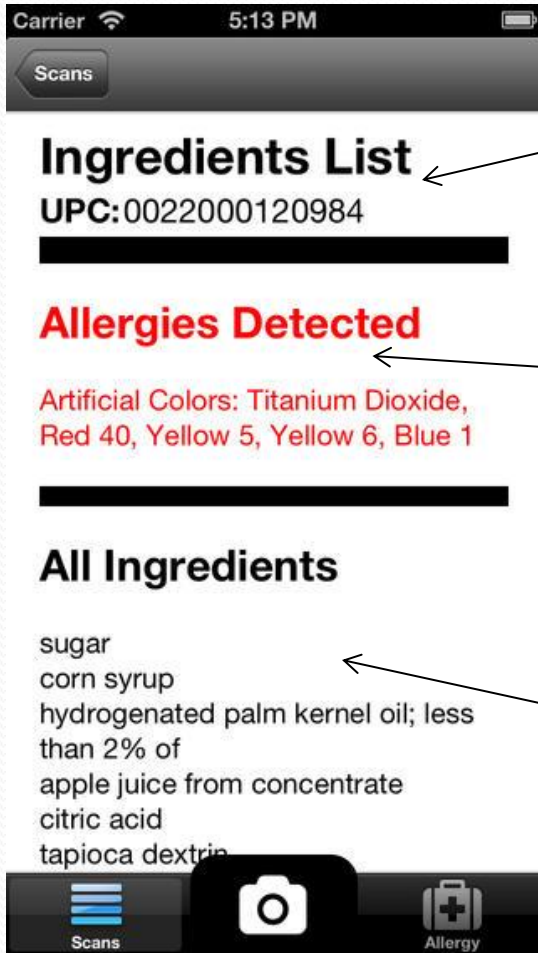 Carrier 5:13 PM
Scans
Ingredients List
UPC:0022000120984
Allergies Detected
Artificial Colors: Titanium Dioxide,
Red 40, Yellow 5, Yellow 6, Blue 1
All Ingredients
sugar
corn syrup
hydrogenated palm kernel oil; less
than 2% of
apple juice from concentrate
citric acid
tapioca dextrin
Scans
Allergy